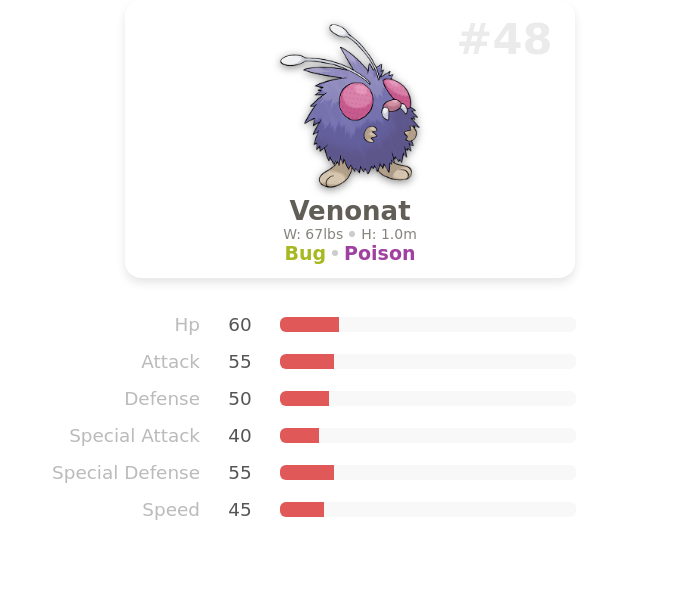 #48
Venonat
W: 67lbs • H: 1.0m
Bug • Poison
Hp 60
Attack 55
Defense 50
Special Attack 40
Special Defense 55
Speed 45